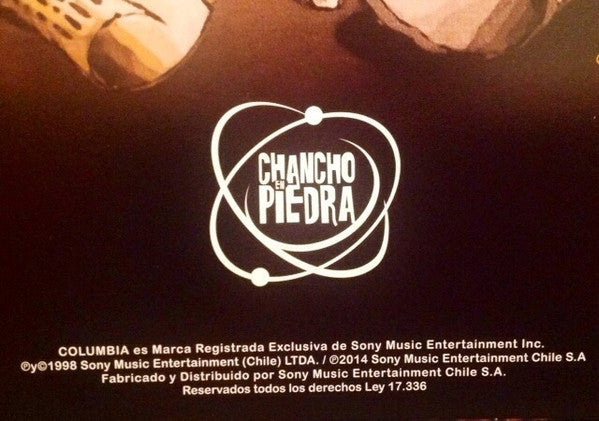 CHANCHO
EN
PIEDRA
COLUMBIA es Marca Registrada Exclusiva de Sony Music Entertainment Inc.
℗y©1998 Sony Music Entertainment (Chile) LTDA. / ℗2014 Sony Music Entertainment Chile S.A
Fabricado y Distribuido por Sony Music Entertainment Chile S.A.
Reservados todos los derechos Ley 17.336